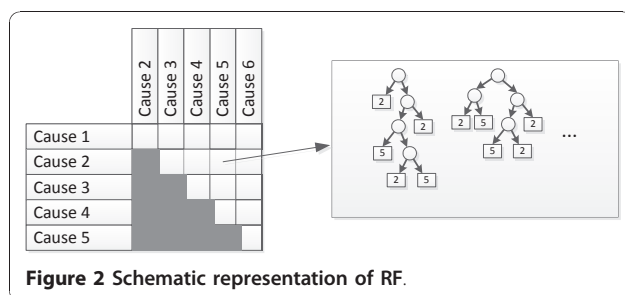 Cause 2 Cause 3 Cause 4 Cause 5 Cause 6
Cause 1
Cause 2
Cause 3
Cause 4
Cause 5
2
2
5
2 5
2 5 2
5 2
...
Figure 2 Schematic representation of RF.